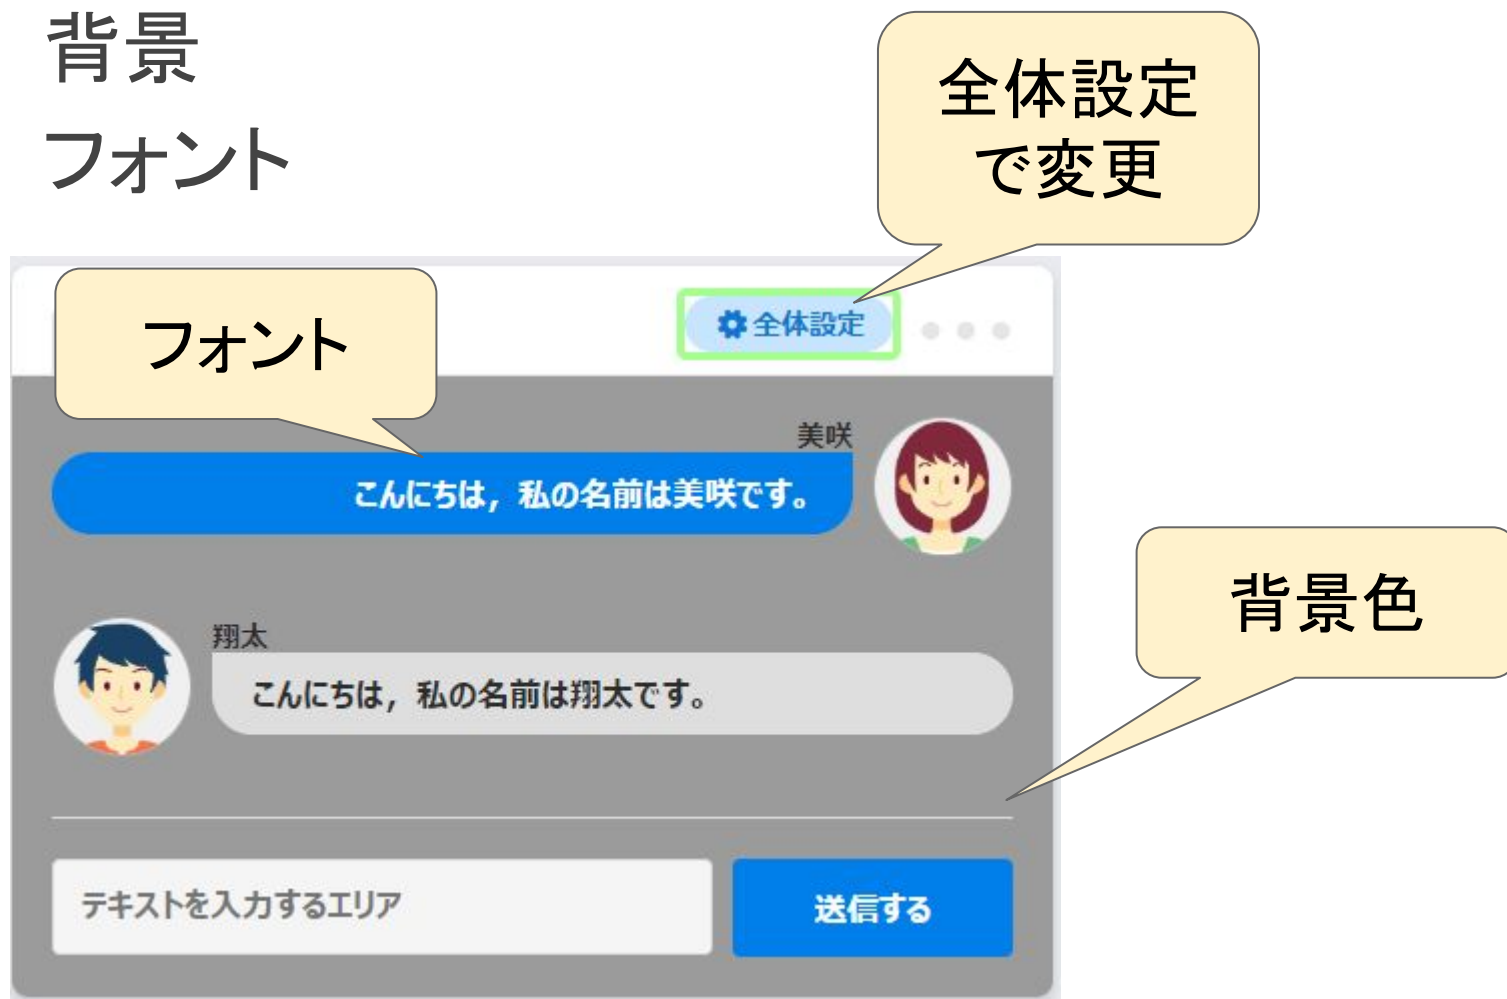 背景
フォント
全体設定
で変更
フォント
全体設定
美咲
こんにちは，私の名前は美咲です。
翔太
こんにちは，私の名前は翔太です。
背景色
テキストを入力するエリア
送信する